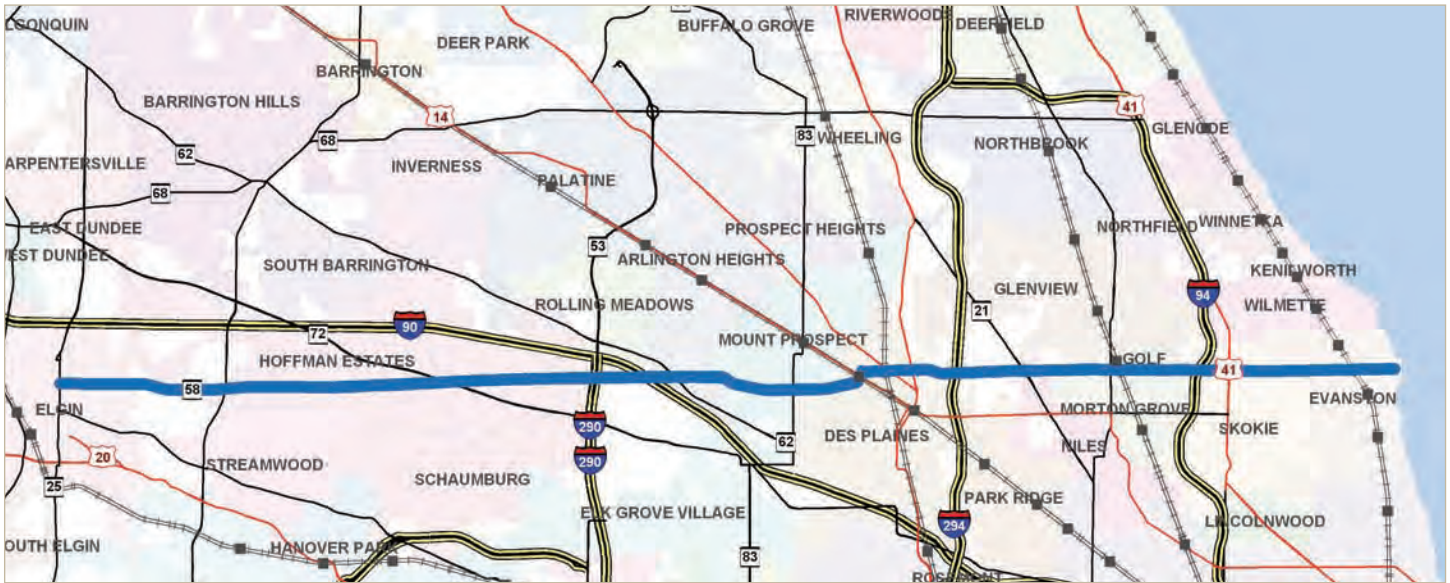 LGONQUIN
DEER PARK
BUFFALO GROVE
RIVERWOODS
DEERFIELD
BARRINGTON
BARRINGTON HILLS
14
41
62
68
83
WHEELING
GLENCOE
NORTHBROOK
ARPENTERSVILLE
INVERNESS
PALATINE
68
EAST DUNDEE
WEST DUNDEE
53
PROSPECT HEIGHTS
NORTHFIELD
WINNETKA
SOUTH BARRINGTON
ARLINGTON HEIGHTS
KENILWORTH
ROLLING MEADOWS
GLENVIEW
94
WILMETTE
21
90
72
MOUNT PROSPECT
HOFFMAN ESTATES
GOLF
41
58
EVANSTON
ELGIN
290
MORTON GROVE
SKOKIE
62
DES PLAINES
NILES
20
STREAMWOOD
290
SCHAUMBURG
25
PARK RIDGE
ELK GROVE VILLAGE
294
LINCOLNWOOD
OUTH ELGIN
HANOVER PARK
83
ROSEMONT